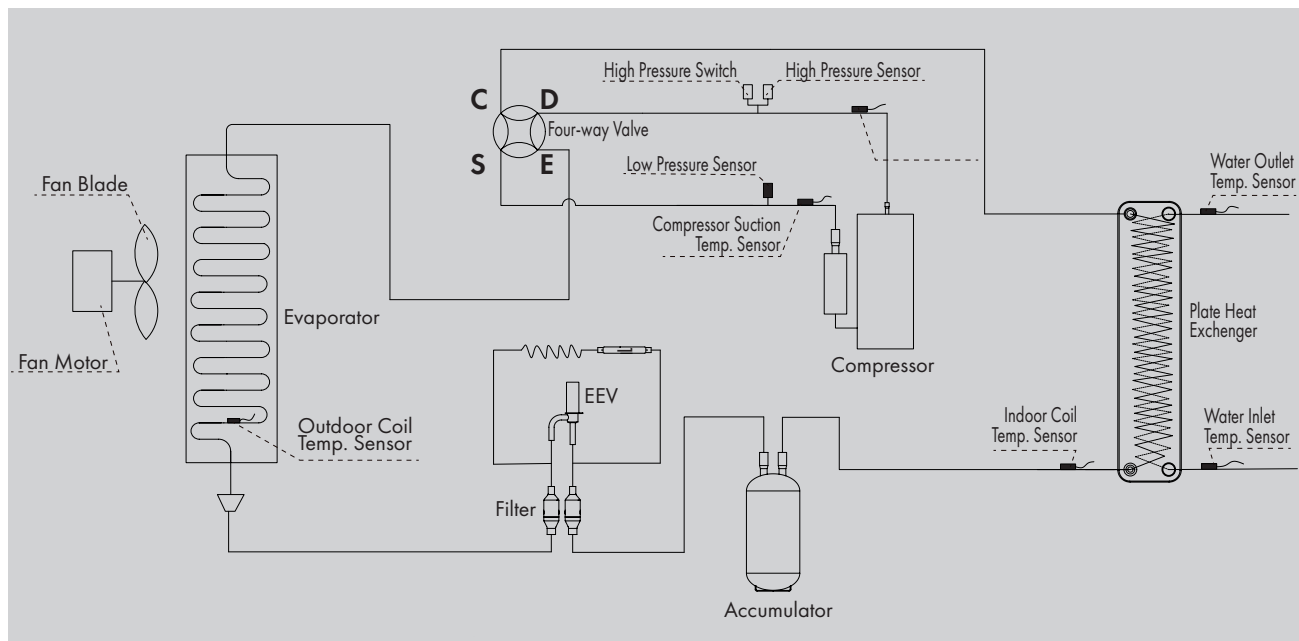 High Pressure Switch
High Pressure Sensor
C
D
Four-way Valve
S
E
Low Pressure Sensor
Compressor Suction
Temp. Sensor
Water Outlet
Temp. Sensor
Fan Blade
Fan Motor
Evaporator
Compressor
Plate Heat
Exchenger
EEV
Outdoor Coil
Temp. Sensor
Indoor Coil
Temp. Sensor
Water Inlet
Temp. Sensor
Filter
Accumulator